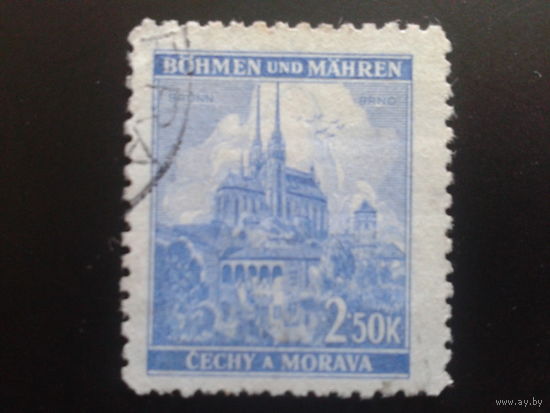 BÖHMEN UND MÄHREN
BRÜNN BRNO
2.50K
ČECHY A MORAVA
www.ay.by